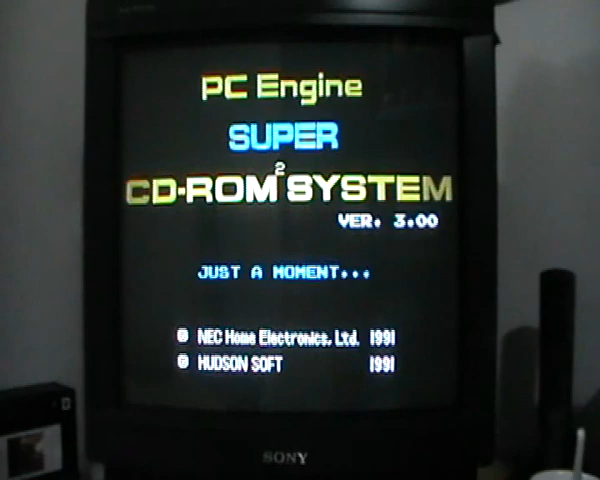 PC Engine
SUPER
CD-ROM² SYSTEM
VER. 3.00
JUST A MOMENT...
© NEC Home Electronics, Ltd. 1991
© HUDSON SOFT 1991
SONY